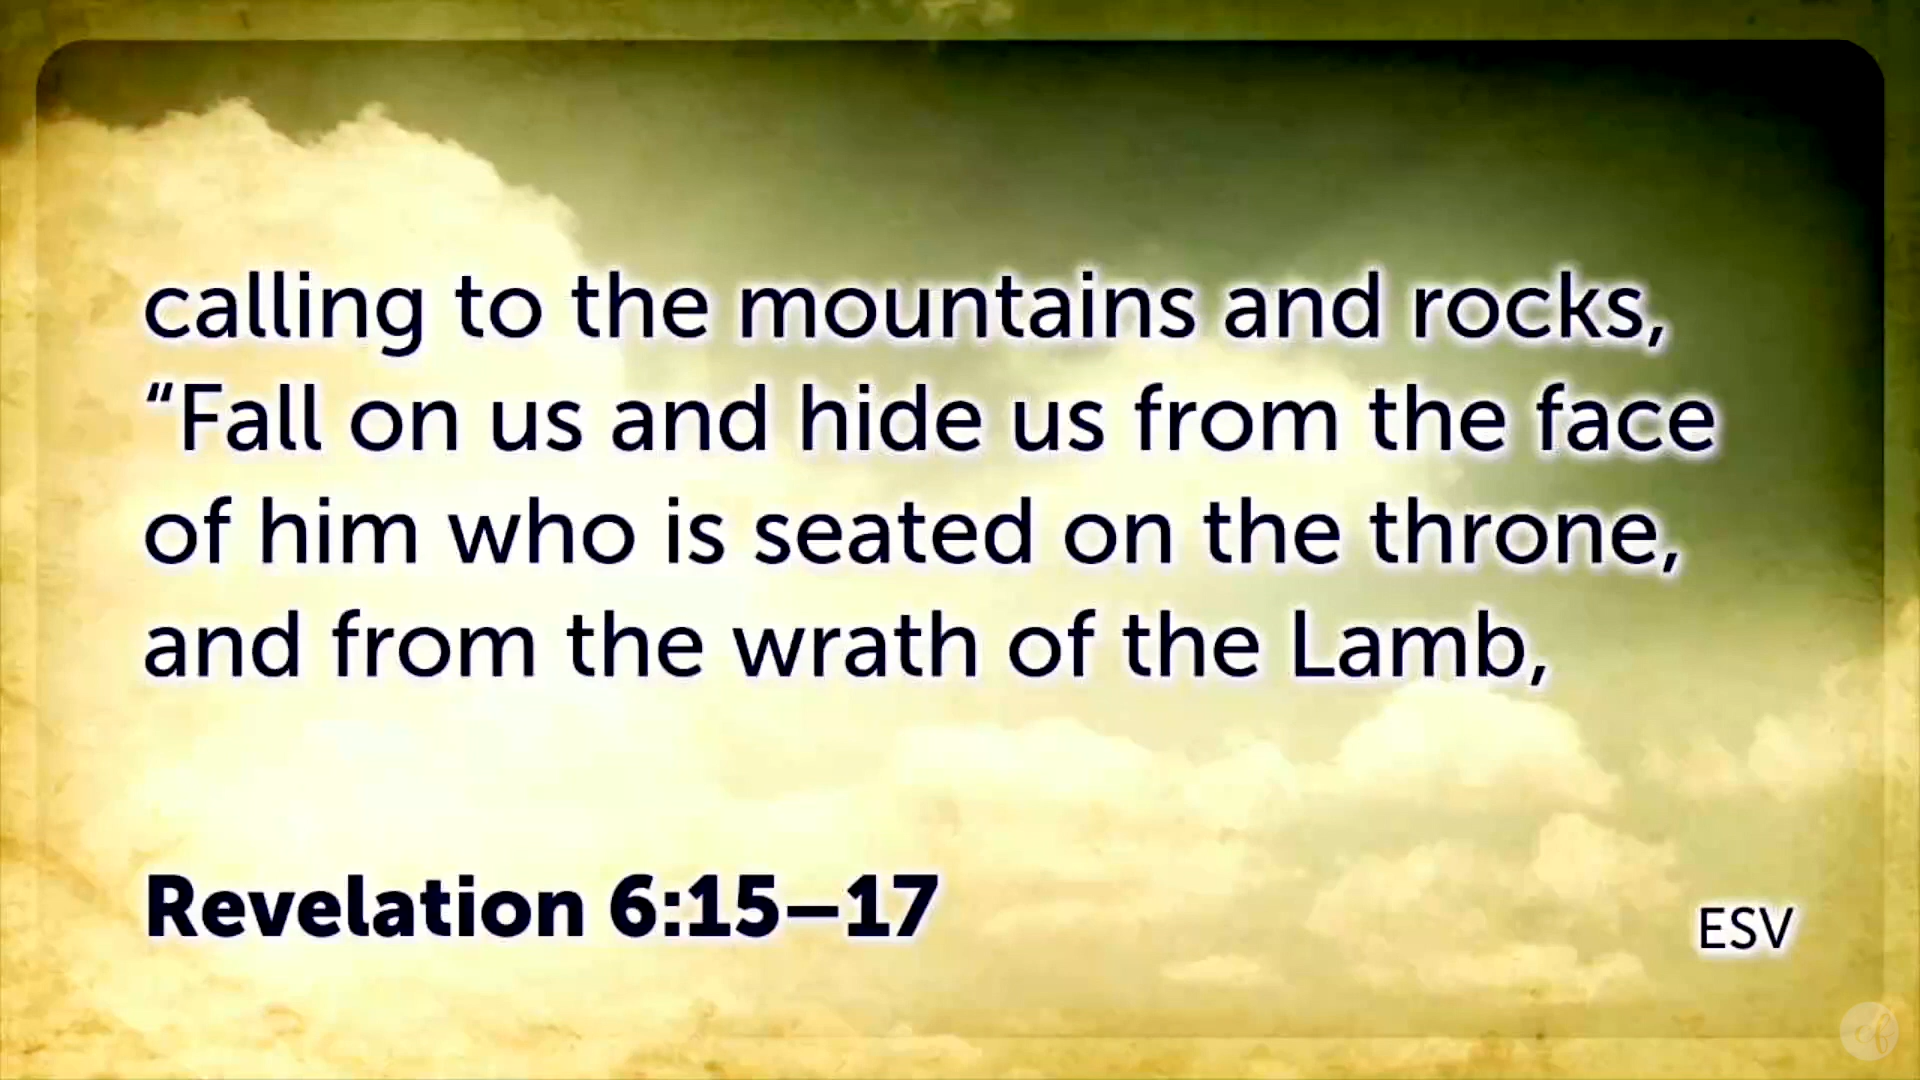 calling to the mountains and rocks,
“Fall on us and hide us from the face
of him who is seated on the throne,
and from the wrath of the Lamb,
Revelation 6:15–17
ESV